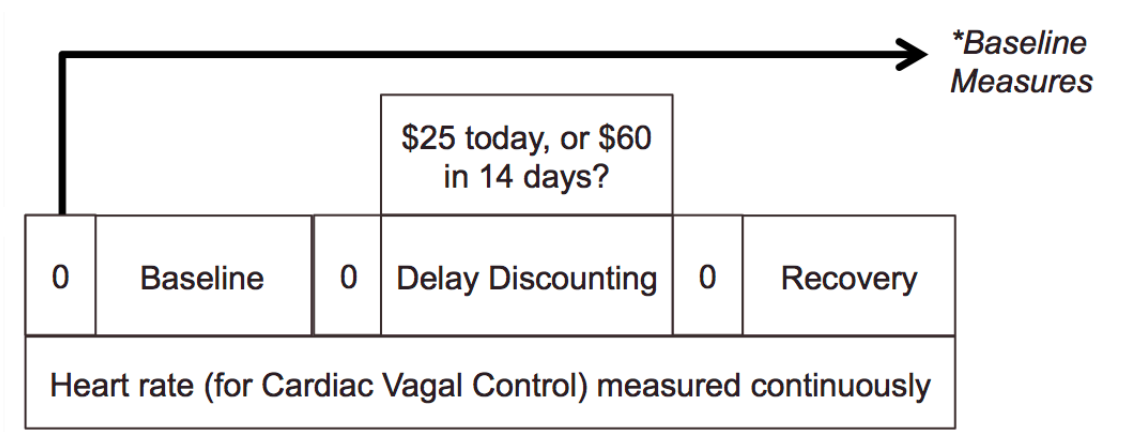 *Baseline
Measures
$25 today, or $60
in 14 days?
0 Baseline 0 Delay Discounting 0 Recovery
Heart rate (for Cardiac Vagal Control) measured continuously